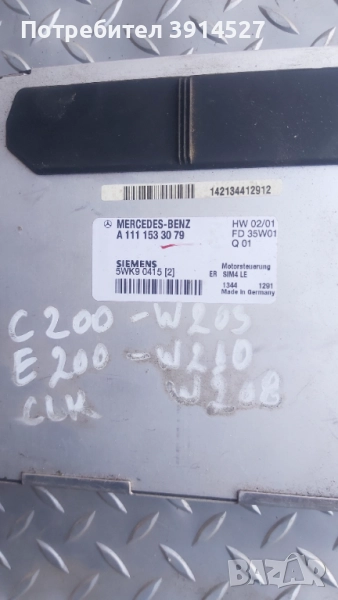 Потребител 3914527
142134412912
MERCEDES-BENZ
A 111 153 30 79
HW 02/01
FD 35W01
Q 01
SIEMENS
5WK9 0415 [2]
Motorsteuerung
ER SIM4 LE
1344 1291
Made in Germany
C200 - W203
E200 - W210
CLK W208
BAZAR